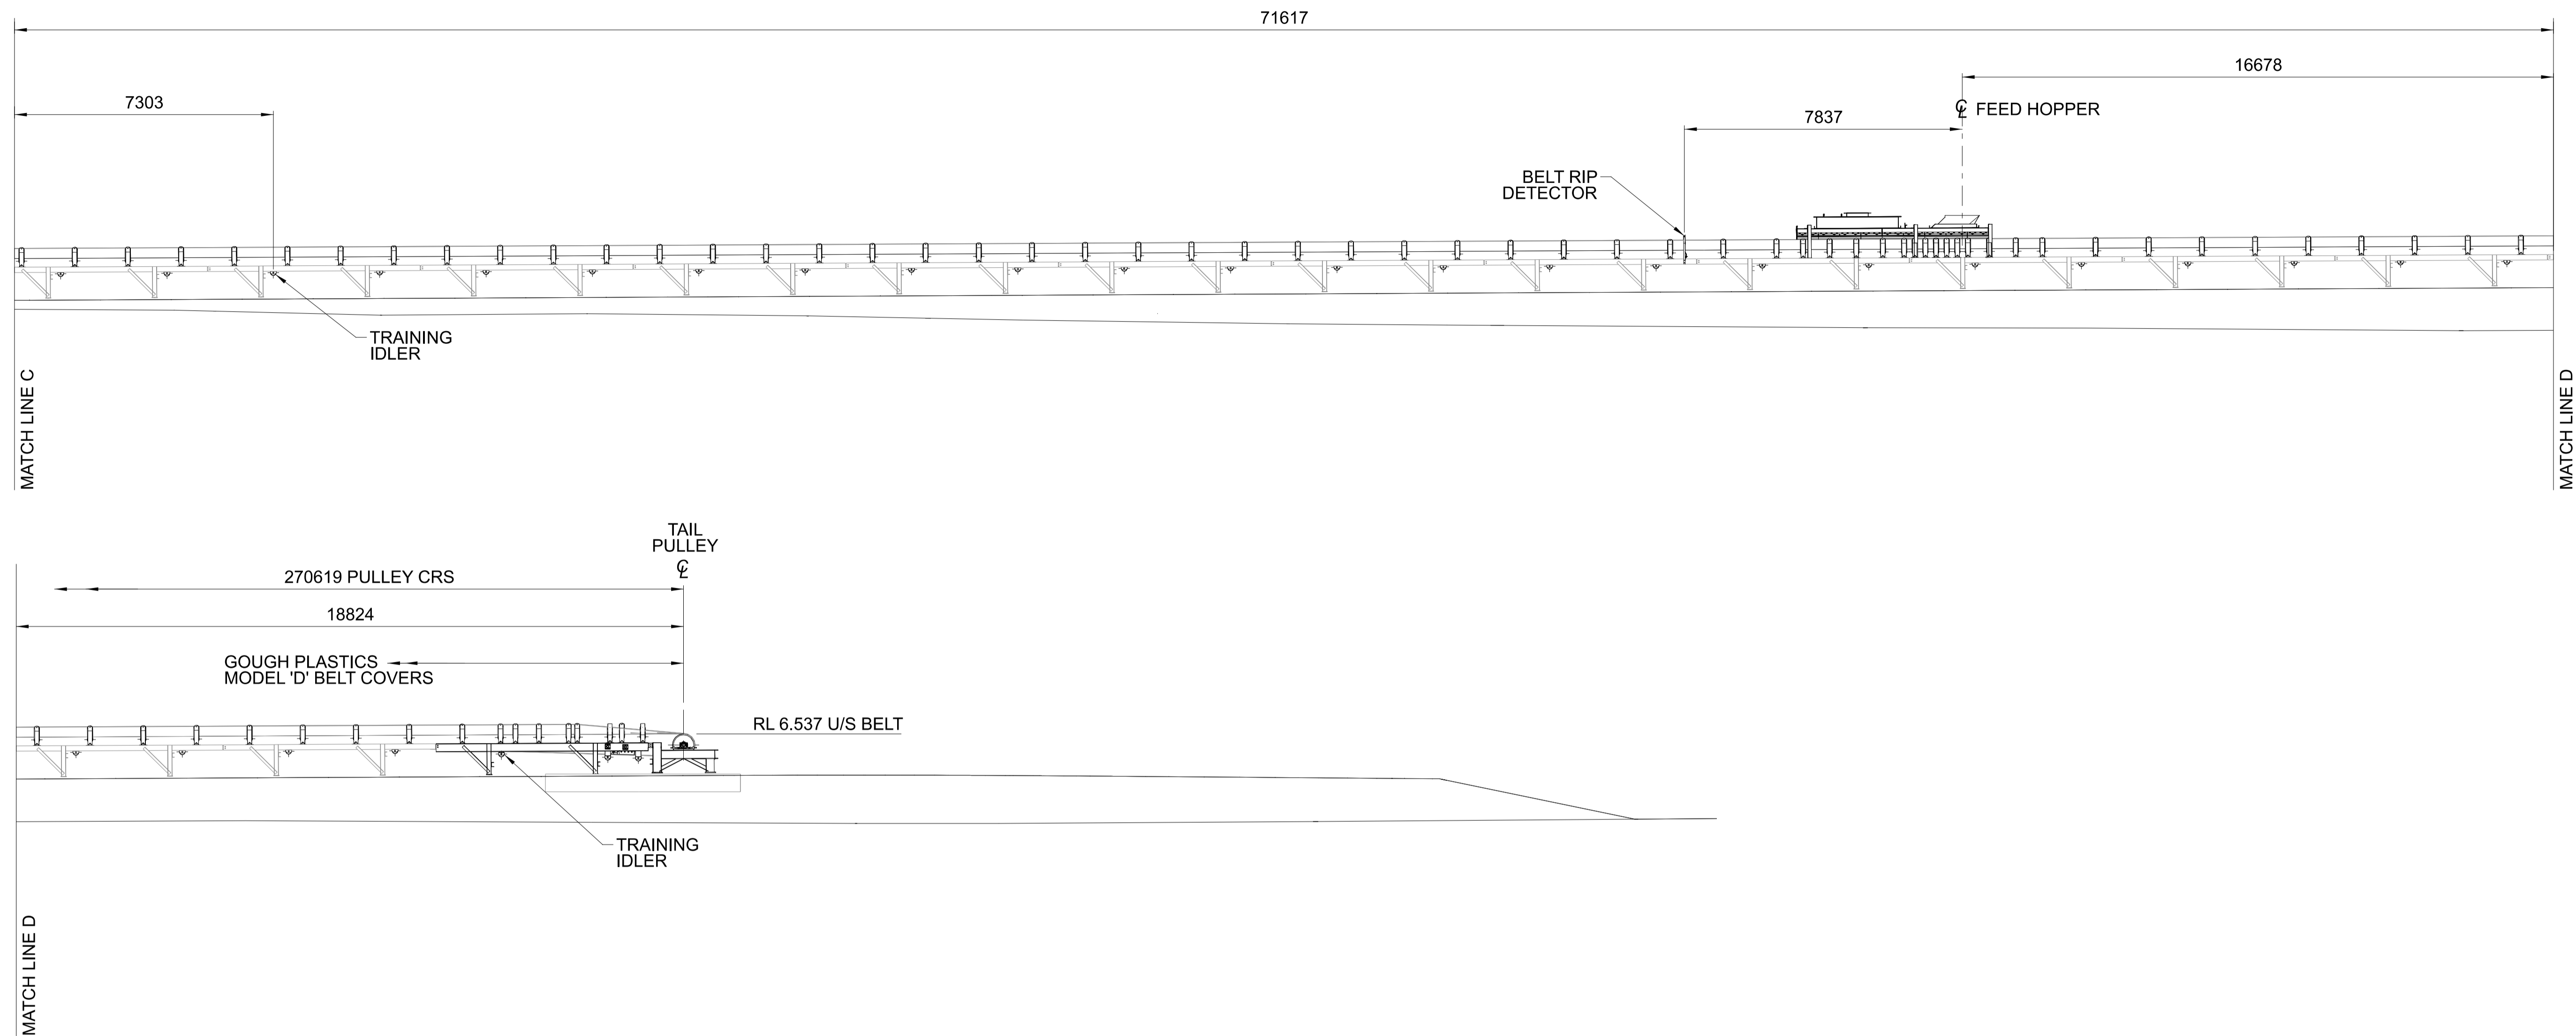 71617
16678
7303
℄ FEED HOPPER
7837
BELT RIP
DETECTOR
TRAINING
IDLER
MATCH LINE C
MATCH LINE D
TAIL
PULLEY
℄
270619 PULLEY CRS
18824
GOUGH PLASTICS
MODEL 'D' BELT COVERS
RL 6.537 U/S BELT
TRAINING
IDLER
MATCH LINE D